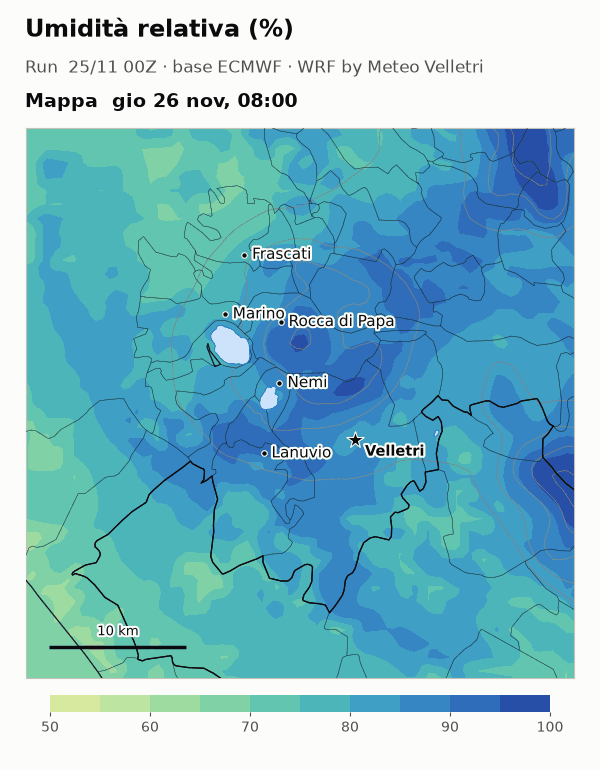 Umidità relativa (%)
Run  25/11 00Z · base ECMWF · WRF by Meteo Velletri
Mappa  gio 26 nov, 08:00
Frascati
Marino
Rocca di Papa
Nemi
Velletri
Lanuvio
10 km
50 60 70 80 90 100